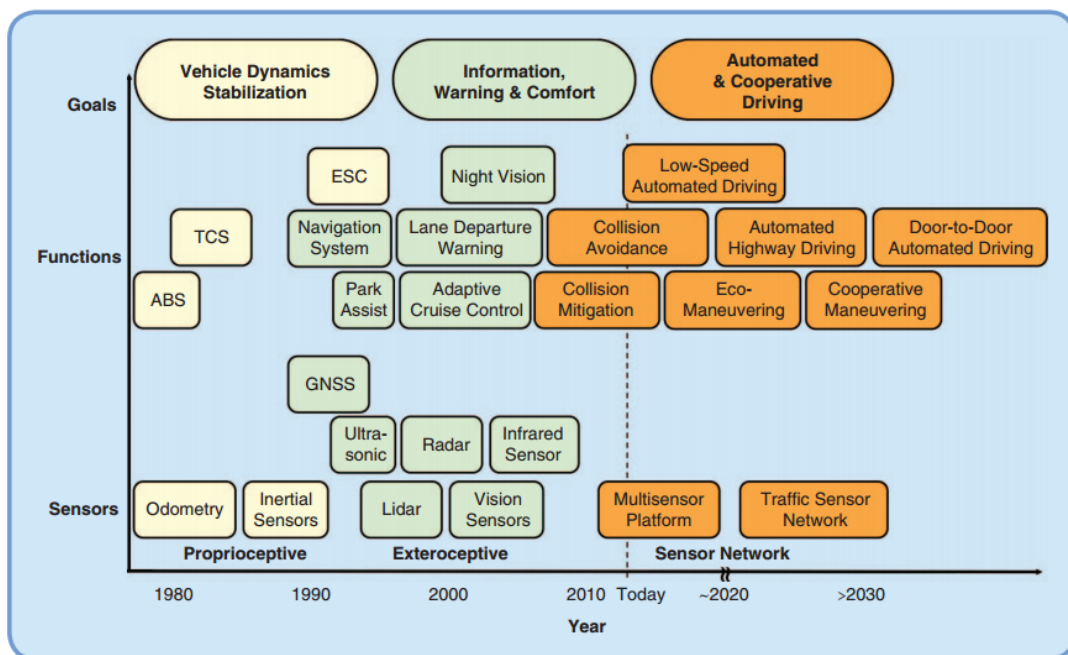 Goals
Vehicle Dynamics
Stabilization
Information,
Warning & Comfort
Automated
& Cooperative
Driving
Functions
ESC
Night Vision
Low-Speed
Automated Driving
TCS
Navigation
System
Lane Departure
Warning
Collision
Avoidance
Automated
Highway Driving
Door-to-Door
Automated Driving
ABS
Park
Assist
Adaptive
Cruise Control
Collision
Mitigation
Eco-
Maneuvering
Cooperative
Maneuvering
GNSS
Ultra-
sonic
Radar
Infrared
Sensor
Sensors
Odometry
Inertial
Sensors
Lidar
Vision
Sensors
Multisensor
Platform
Traffic Sensor
Network
Proprioceptive
Exteroceptive
Sensor Network
1980
1990
2000
2010
Today
~2020
>2030
Year